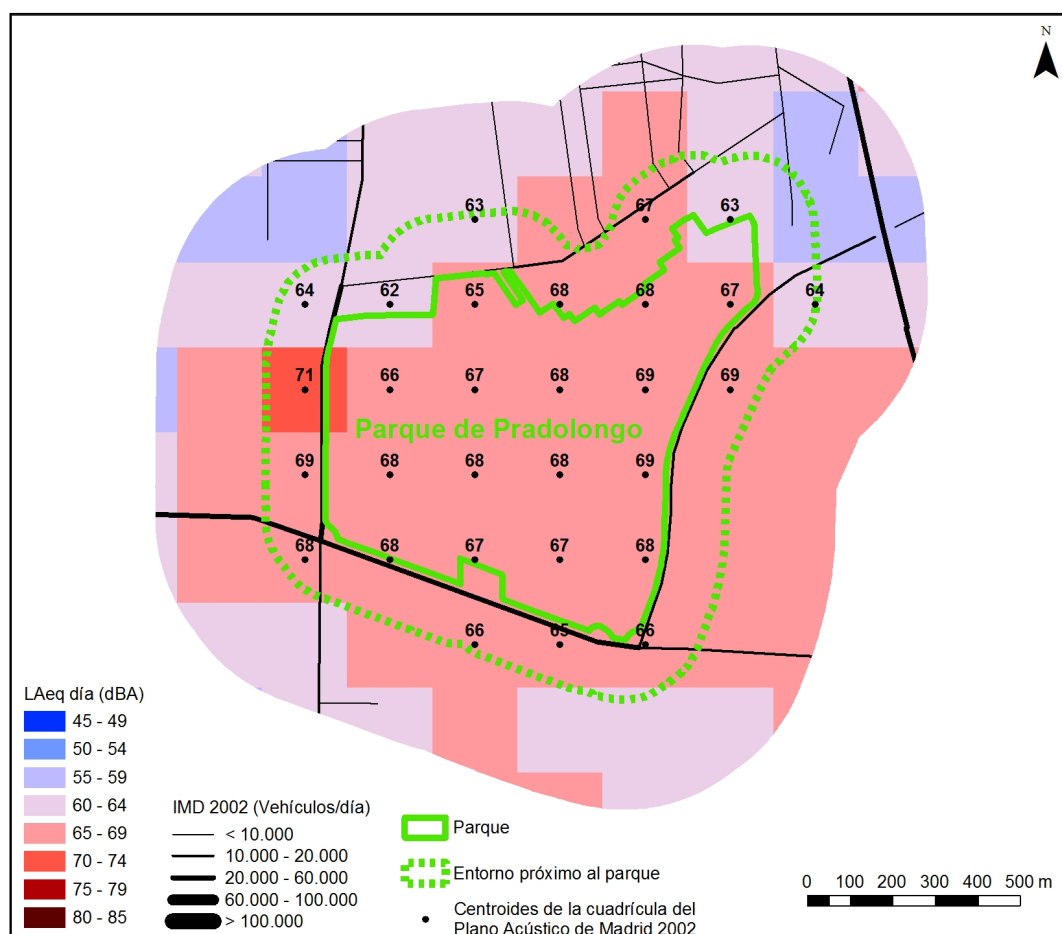 N
63
67
63
64
62
65
68
68
67
64
71
66
67
68
69
69
Parque de Pradolongo
69
68
68
68
69
68
68
67
67
68
66
65
66
LAeq día (dBA)
45 - 49
50 - 54
55 - 59
60 - 64
65 - 69
70 - 74
75 - 79
80 - 85
IMD 2002 (Vehículos/día)
< 10.000
10.000 - 20.000
20.000 - 60.000
60.000 - 100.000
> 100.000
Parque
Entorno próximo al parque
Centroides de la cuadrícula del
Plano Acústico de Madrid 2002
0 100 200 300 400 500 m